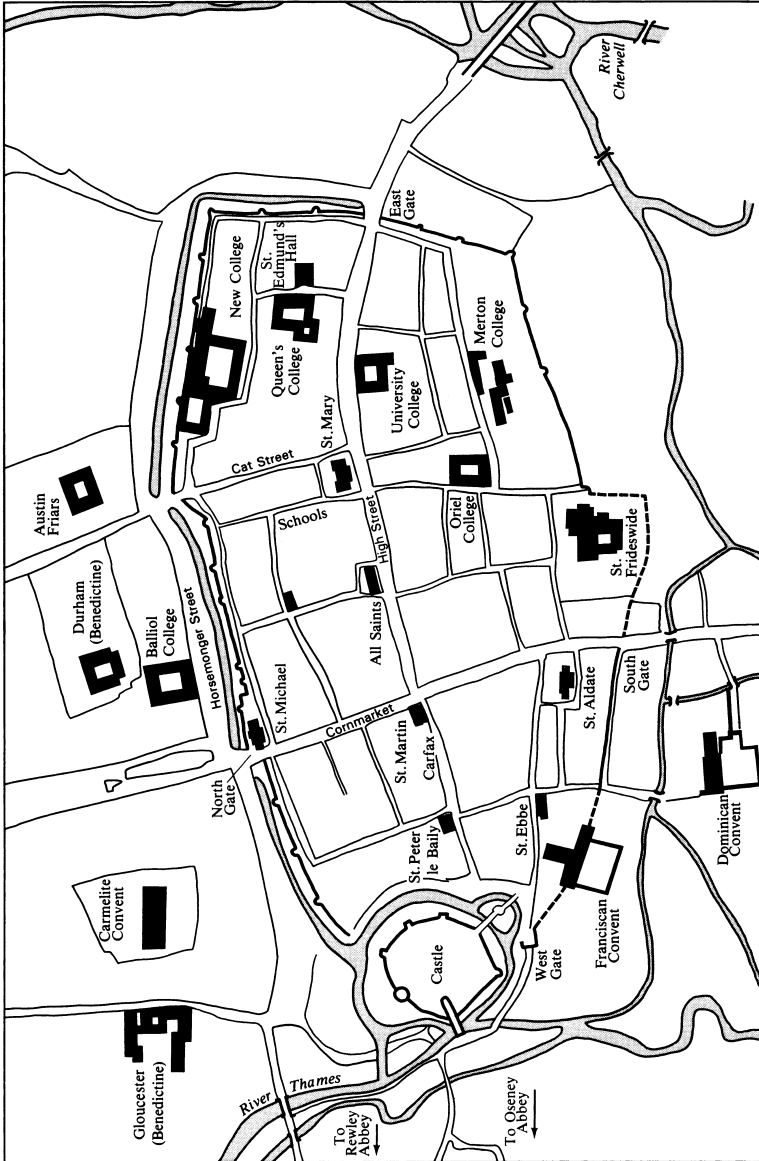 River
Cherwell
East
Gate
New College
St.
Edmund's
Hall
Queen's
College
Merton
College
University
College
St. Mary
Cat Street
Austin
Friars
Schools
High Street
Oriel
College
St.
Frideswide
Durham
(Benedictine)
Balliol
College
Horsemonger Street
All Saints
St. Michael
Cornmarket
St. Aldate
South
Gate
St. Martin
Carfax
North
Gate
St. Peter
le Baily
St. Ebbe
Dominican
Convent
Carmelite
Convent
Castle
West
Gate
Franciscan
Convent
Gloucester
(Benedictine)
River Thames
To
Rewley
Abbey
To Oseney
Abbey